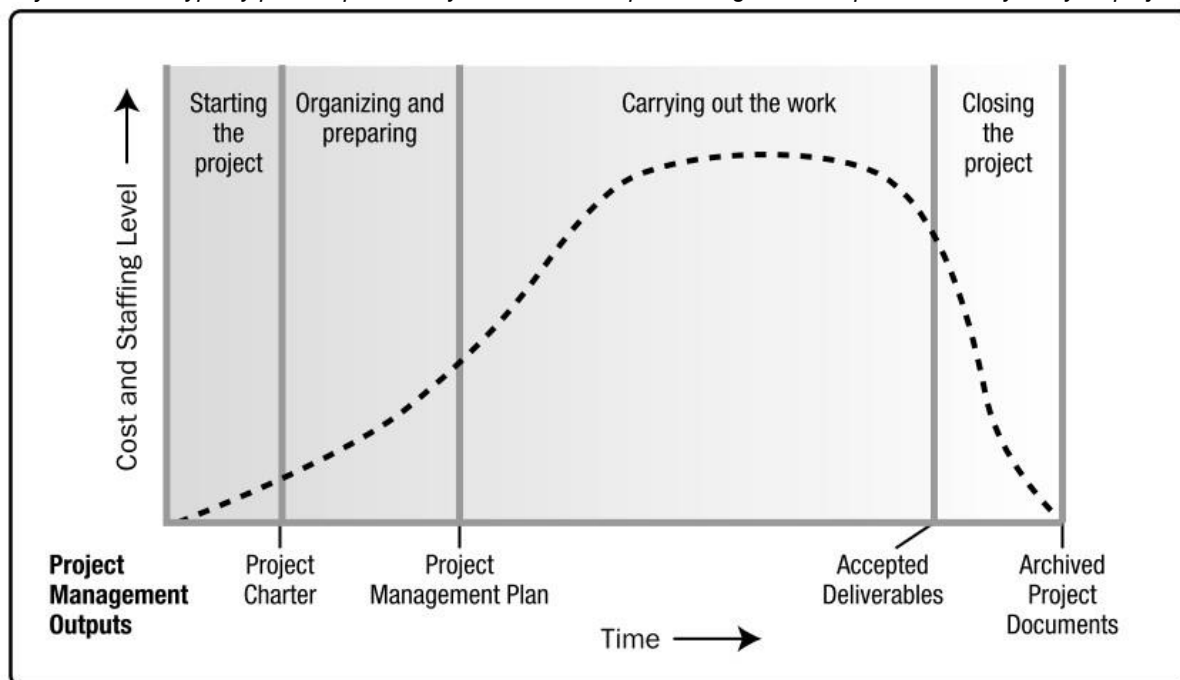 Starting
the
project
Organizing and
preparing
Carrying out the work
Closing
the
project
Cost and Staffing Level
Project
Management
Outputs
Project
Charter
Project
Management Plan
Accepted
Deliverables
Archived
Project
Documents
Time